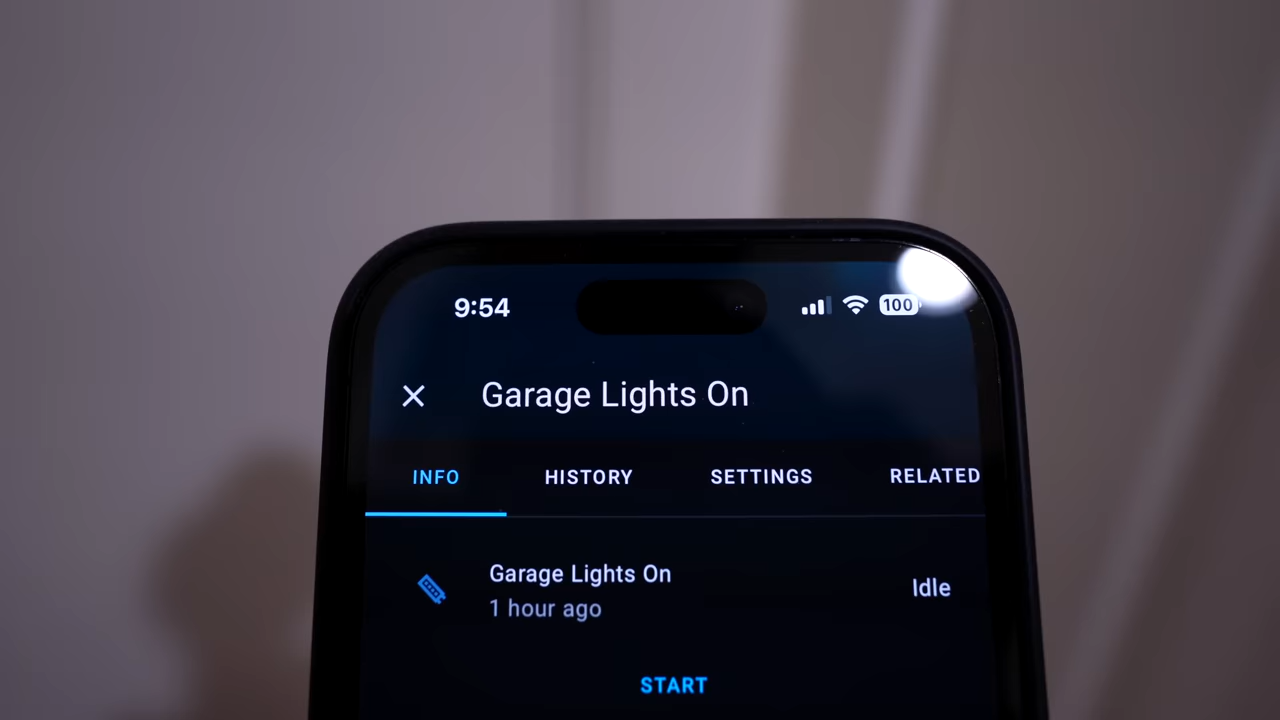 9:54
100
Garage Lights On
INFO HISTORY SETTINGS RELATED
Garage Lights On
Idle
1 hour ago
START